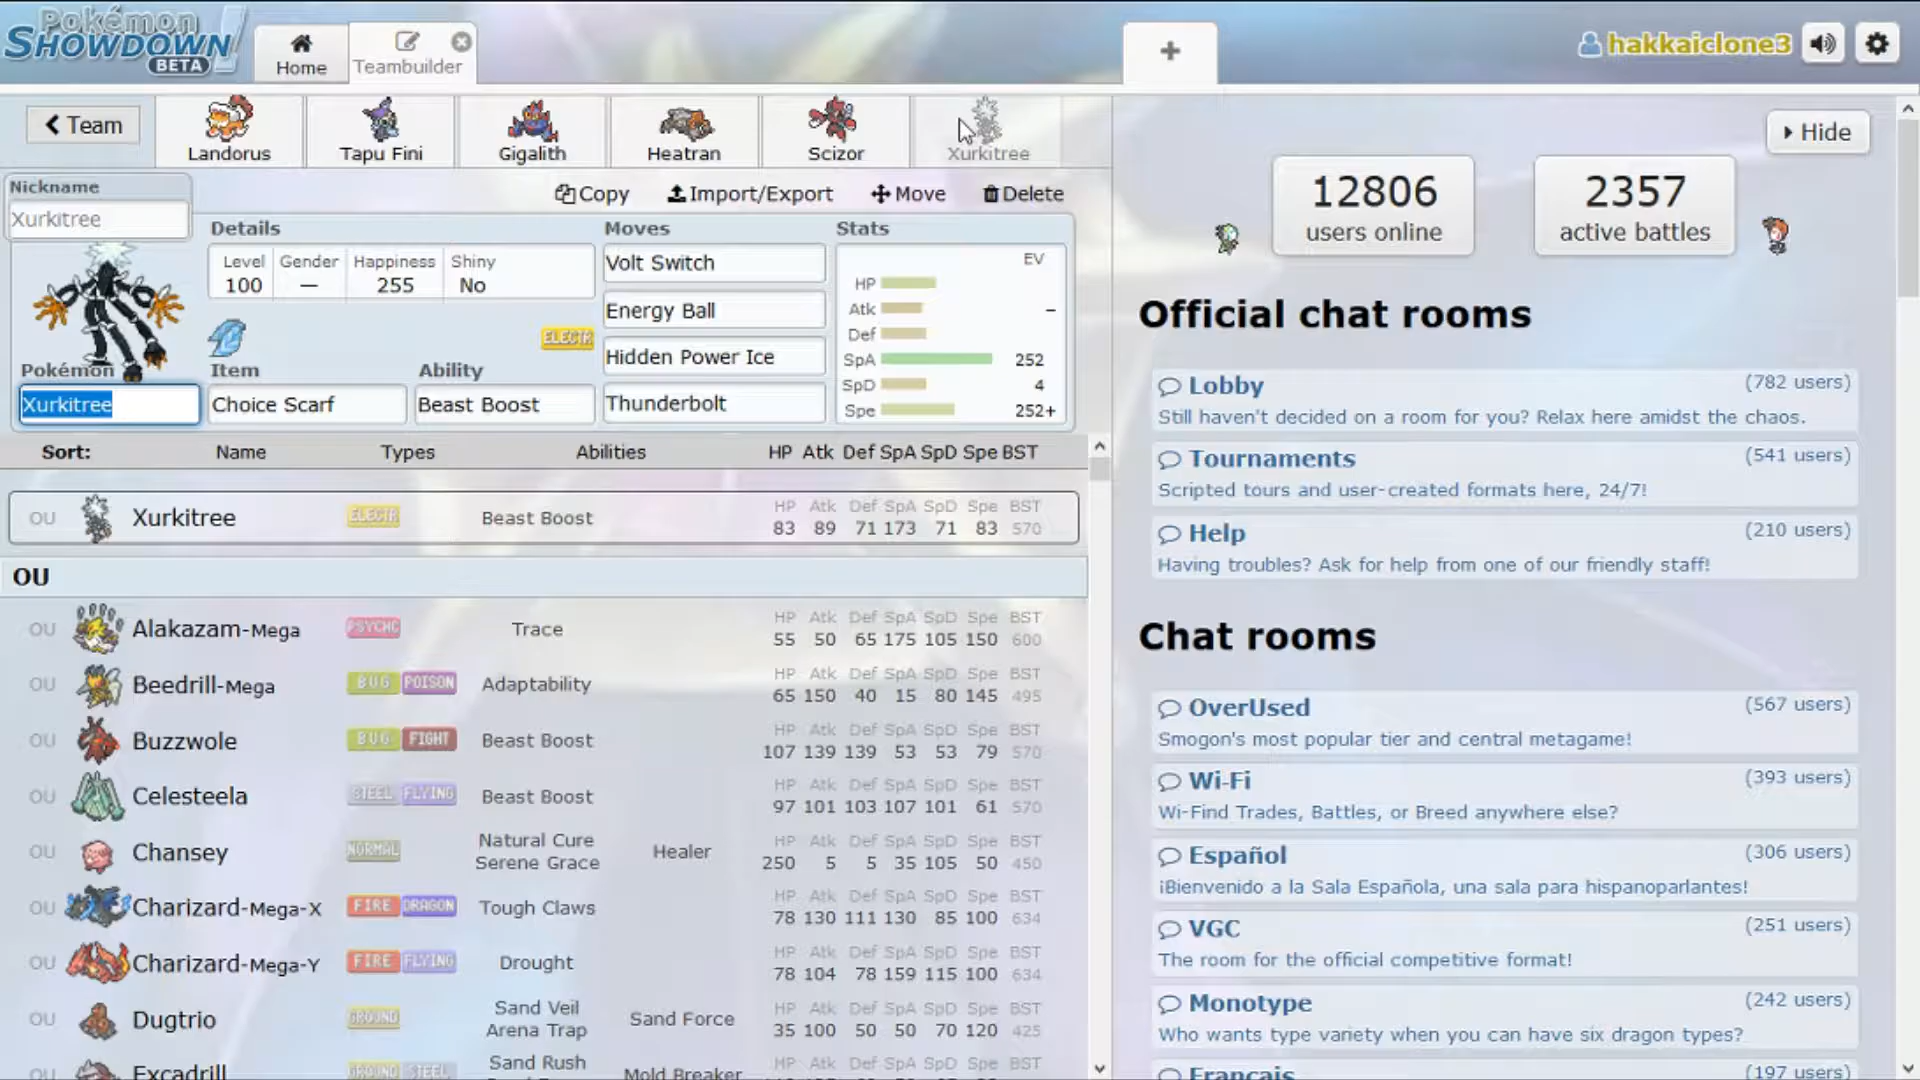 Pokémon
SHOWDOWN!
BETA
Home
Teambuilder
hakkaiclone3
Team
Landorus
Tapu Fini
Gigalith
Heatran
Scizor
Xurkitree
Hide
Nickname
Xurkitree
Copy
Import/Export
Move
Delete
Details
Level Gender Happiness Shiny
100 — 255 No
ELECTR
Pokémon
Xurkitree
Item
Choice Scarf
Ability
Beast Boost
Moves
Volt Switch
Energy Ball
Hidden Power Ice
Thunderbolt
Stats
EV
HP
Atk –
Def
SpA 252
SpD 4
Spe 252+
12806
users online
2357
active battles
Sort: Name Types Abilities HP Atk Def SpA SpD Spe BST
OU Xurkitree ELECTR Beast Boost
HP Atk Def SpA SpD Spe BST
83 89 71 173 71 83 570
OU
OU Alakazam-Mega PSYCHC Trace
HP Atk Def SpA SpD Spe BST
55 50 65 175 105 150 600
OU Beedrill-Mega BUG POISON Adaptability
HP Atk Def SpA SpD Spe BST
65 150 40 15 80 145 495
OU Buzzwole BUG FIGHT Beast Boost
HP Atk Def SpA SpD Spe BST
107 139 139 53 53 79 570
OU Celesteela STEEL FLYING Beast Boost
HP Atk Def SpA SpD Spe BST
97 101 103 107 101 61 570
OU Chansey NORMAL Natural Cure
Serene Grace Healer
HP Atk Def SpA SpD Spe BST
250 5 5 35 105 50 450
OU Charizard-Mega-X FIRE DRAGON Tough Claws
HP Atk Def SpA SpD Spe BST
78 130 111 130 85 100 634
OU Charizard-Mega-Y FIRE FLYING Drought
HP Atk Def SpA SpD Spe BST
78 104 78 159 115 100 634
OU Dugtrio GROUND Sand Veil
Arena Trap Sand Force
HP Atk Def SpA SpD Spe BST
35 100 50 50 70 120 425
OU Excadrill GROUND STEEL Sand Rush
Mold Breaker
HP Atk Def SpA SpD Spe BST
Official chat rooms
Lobby (782 users)
Still haven't decided on a room for you? Relax here amidst the chaos.
Tournaments (541 users)
Scripted tours and user-created formats here, 24/7!
Help (210 users)
Having troubles? Ask for help from one of our friendly staff!
Chat rooms
OverUsed (567 users)
Smogon's most popular tier and central metagame!
Wi-Fi (393 users)
Wi-Find Trades, Battles, or Breed anywhere else?
Español (306 users)
¡Bienvenido a la Sala Española, una sala para hispanoparlantes!
VGC (251 users)
The room for the official competitive format!
Monotype (242 users)
Who wants type variety when you can have six dragon types?
Français (197 users)